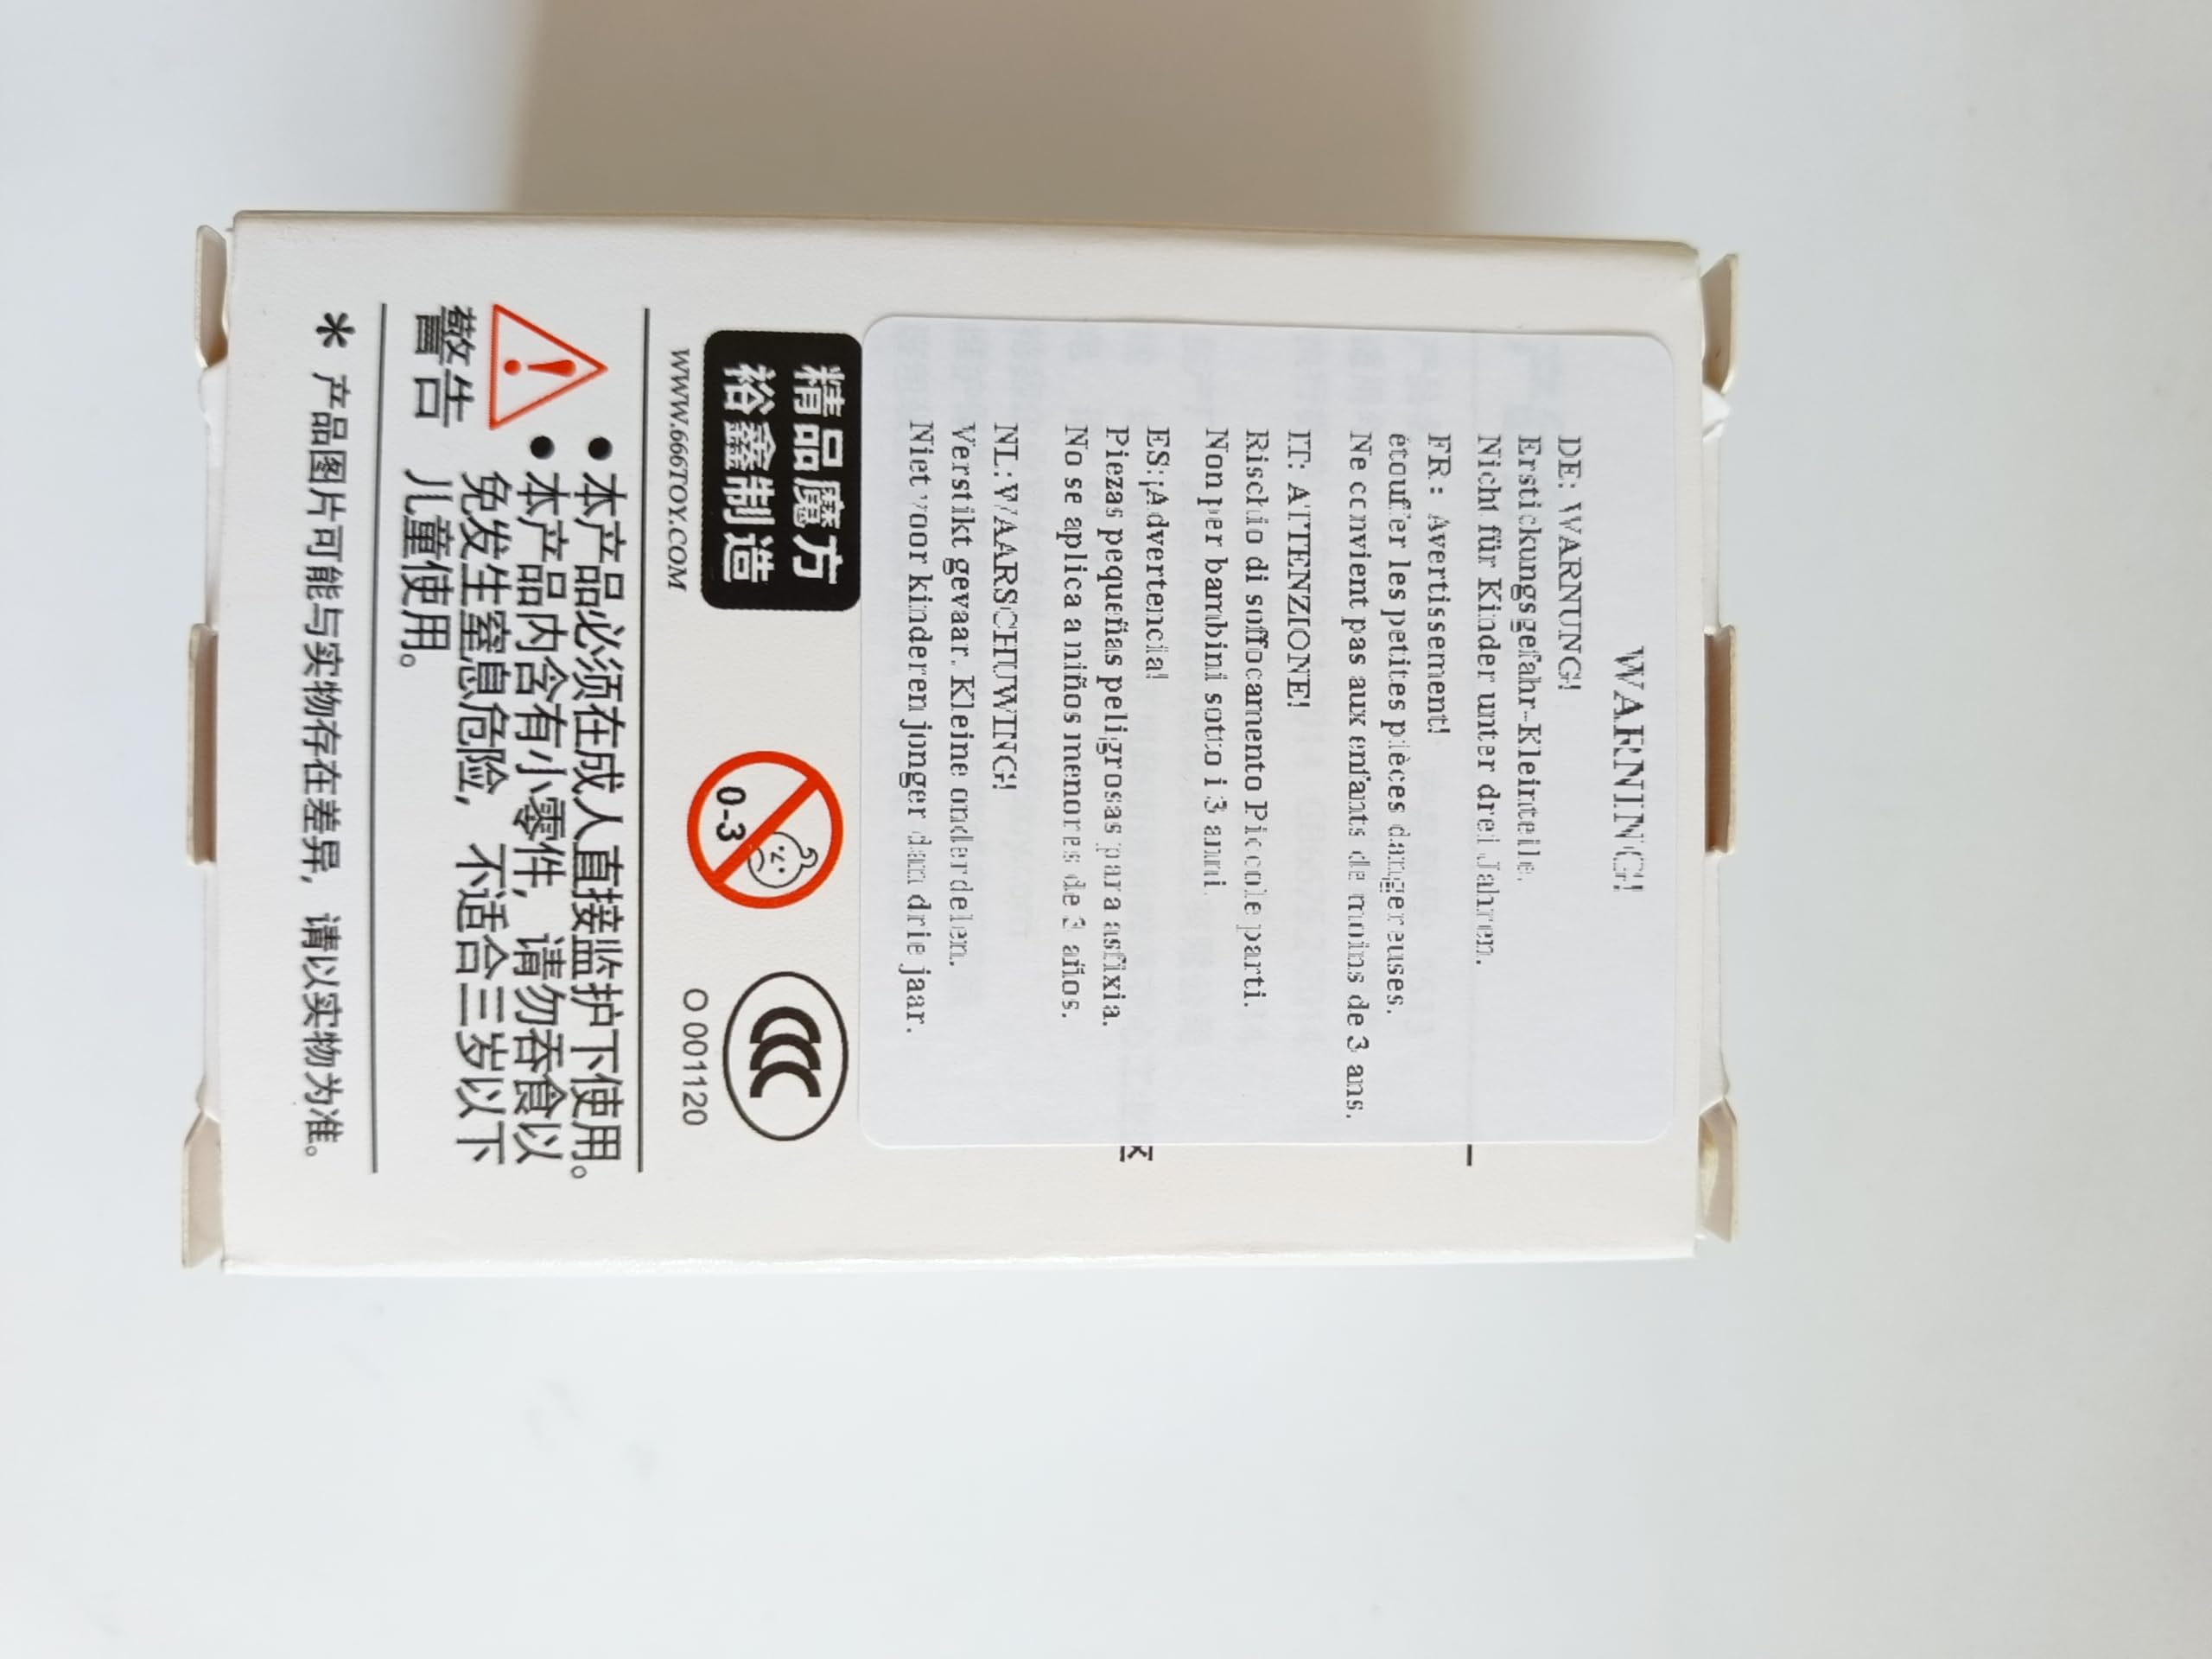 WARNING!
DE: WARNUNG!
Erstickungsgefahr-Kleinteile.
Nicht für Kinder unter drei Jahren.
FR: Avertissement!
étouffer les petites pièces dangereuses.
Ne convient pas aux enfants de moins de 3 ans.
IT: ATTENZIONE!
Rischio di soffocamento Piccole parti.
Non per bambini sotto i 3 anni.
ES:¡Advertencia!
Piezas pequeñas peligrosas para asfixia.
No se aplica a niños menores de 3 años.
NL:WAARSCHUWING!
Verstikt gevaar. Kleine onderdelen.
Niet voor kinderen jonger dan drie jaar.
精品魔方
裕鑫制造
WWW.666TOY.COM
0-3
O 001120
● 本产品必须在成人直接监护下使用。
● 本产品内含有小零件,请勿吞食以
免发生窒息危险,不适合三岁以下
儿童使用。
警告
* 产品图片可能与实物存在差异,请以实物为准。